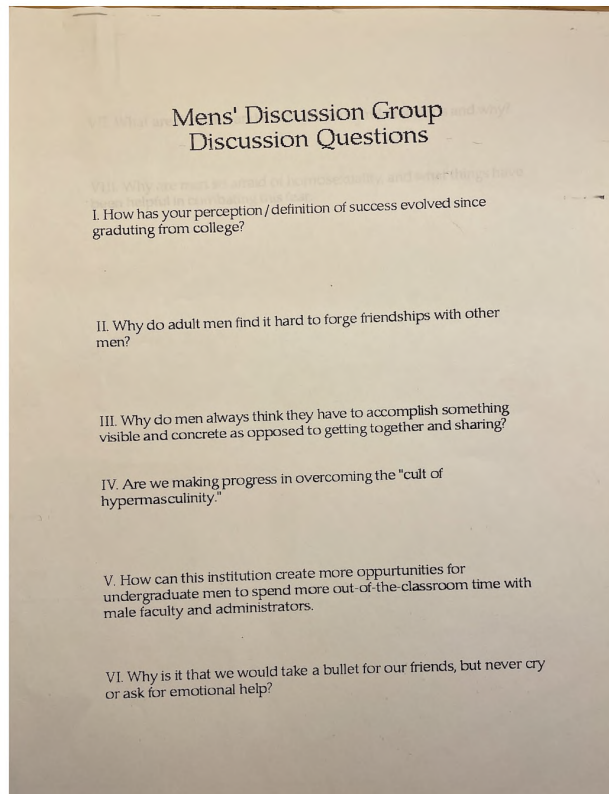 Mens' Discussion Group
Discussion Questions
I. How has your perception/definition of success evolved since
graduting from college?
II. Why do adult men find it hard to forge friendships with other
men?
III. Why do men always think they have to accomplish something
visible and concrete as opposed to getting together and sharing?
IV. Are we making progress in overcoming the "cult of
hypermasculinity."
V. How can this institution create more oppurtunities for
undergraduate men to spend more out-of-the-classroom time with
male faculty and administrators.
VI. Why is it that we would take a bullet for our friends, but never cry
or ask for emotional help?